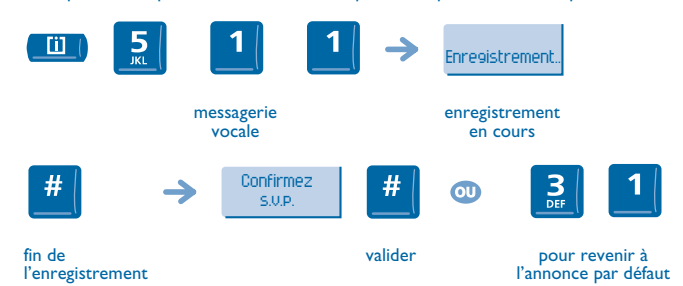 [i] 5 JKL 1 1 Enregistrement..
messagerie vocale
enregistrement en cours
# Confirmez S.V.P. # OU 3 DEF 1
fin de l'enregistrement
valider
pour revenir à l'annonce par défaut